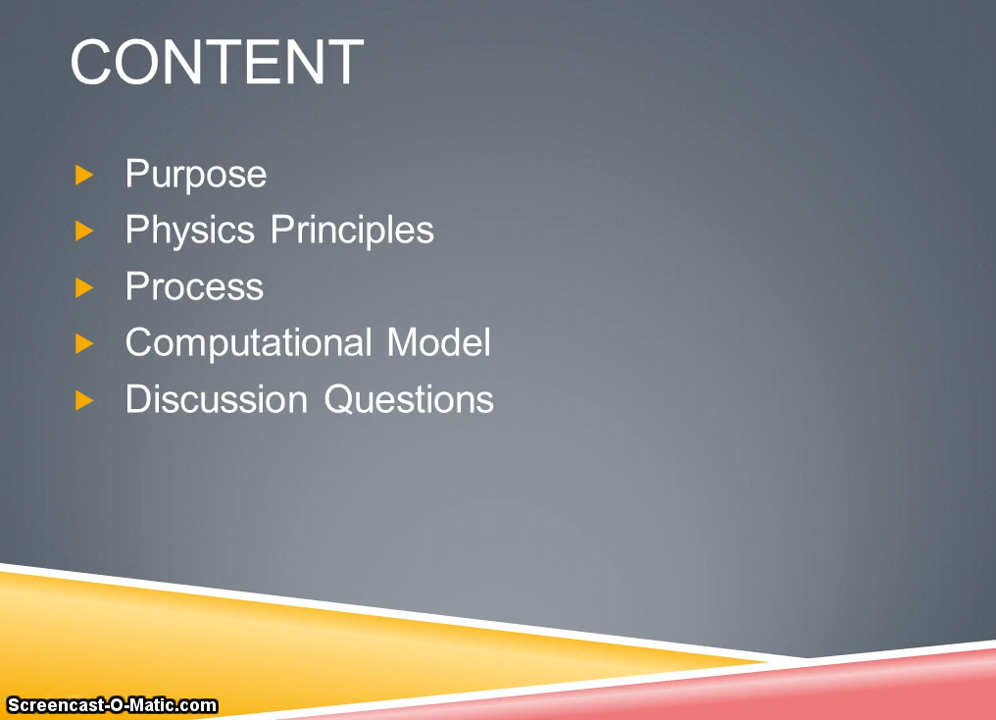 CONTENT
Purpose
Physics Principles
Process
Computational Model
Discussion Questions
Screencast-O-Matic.com